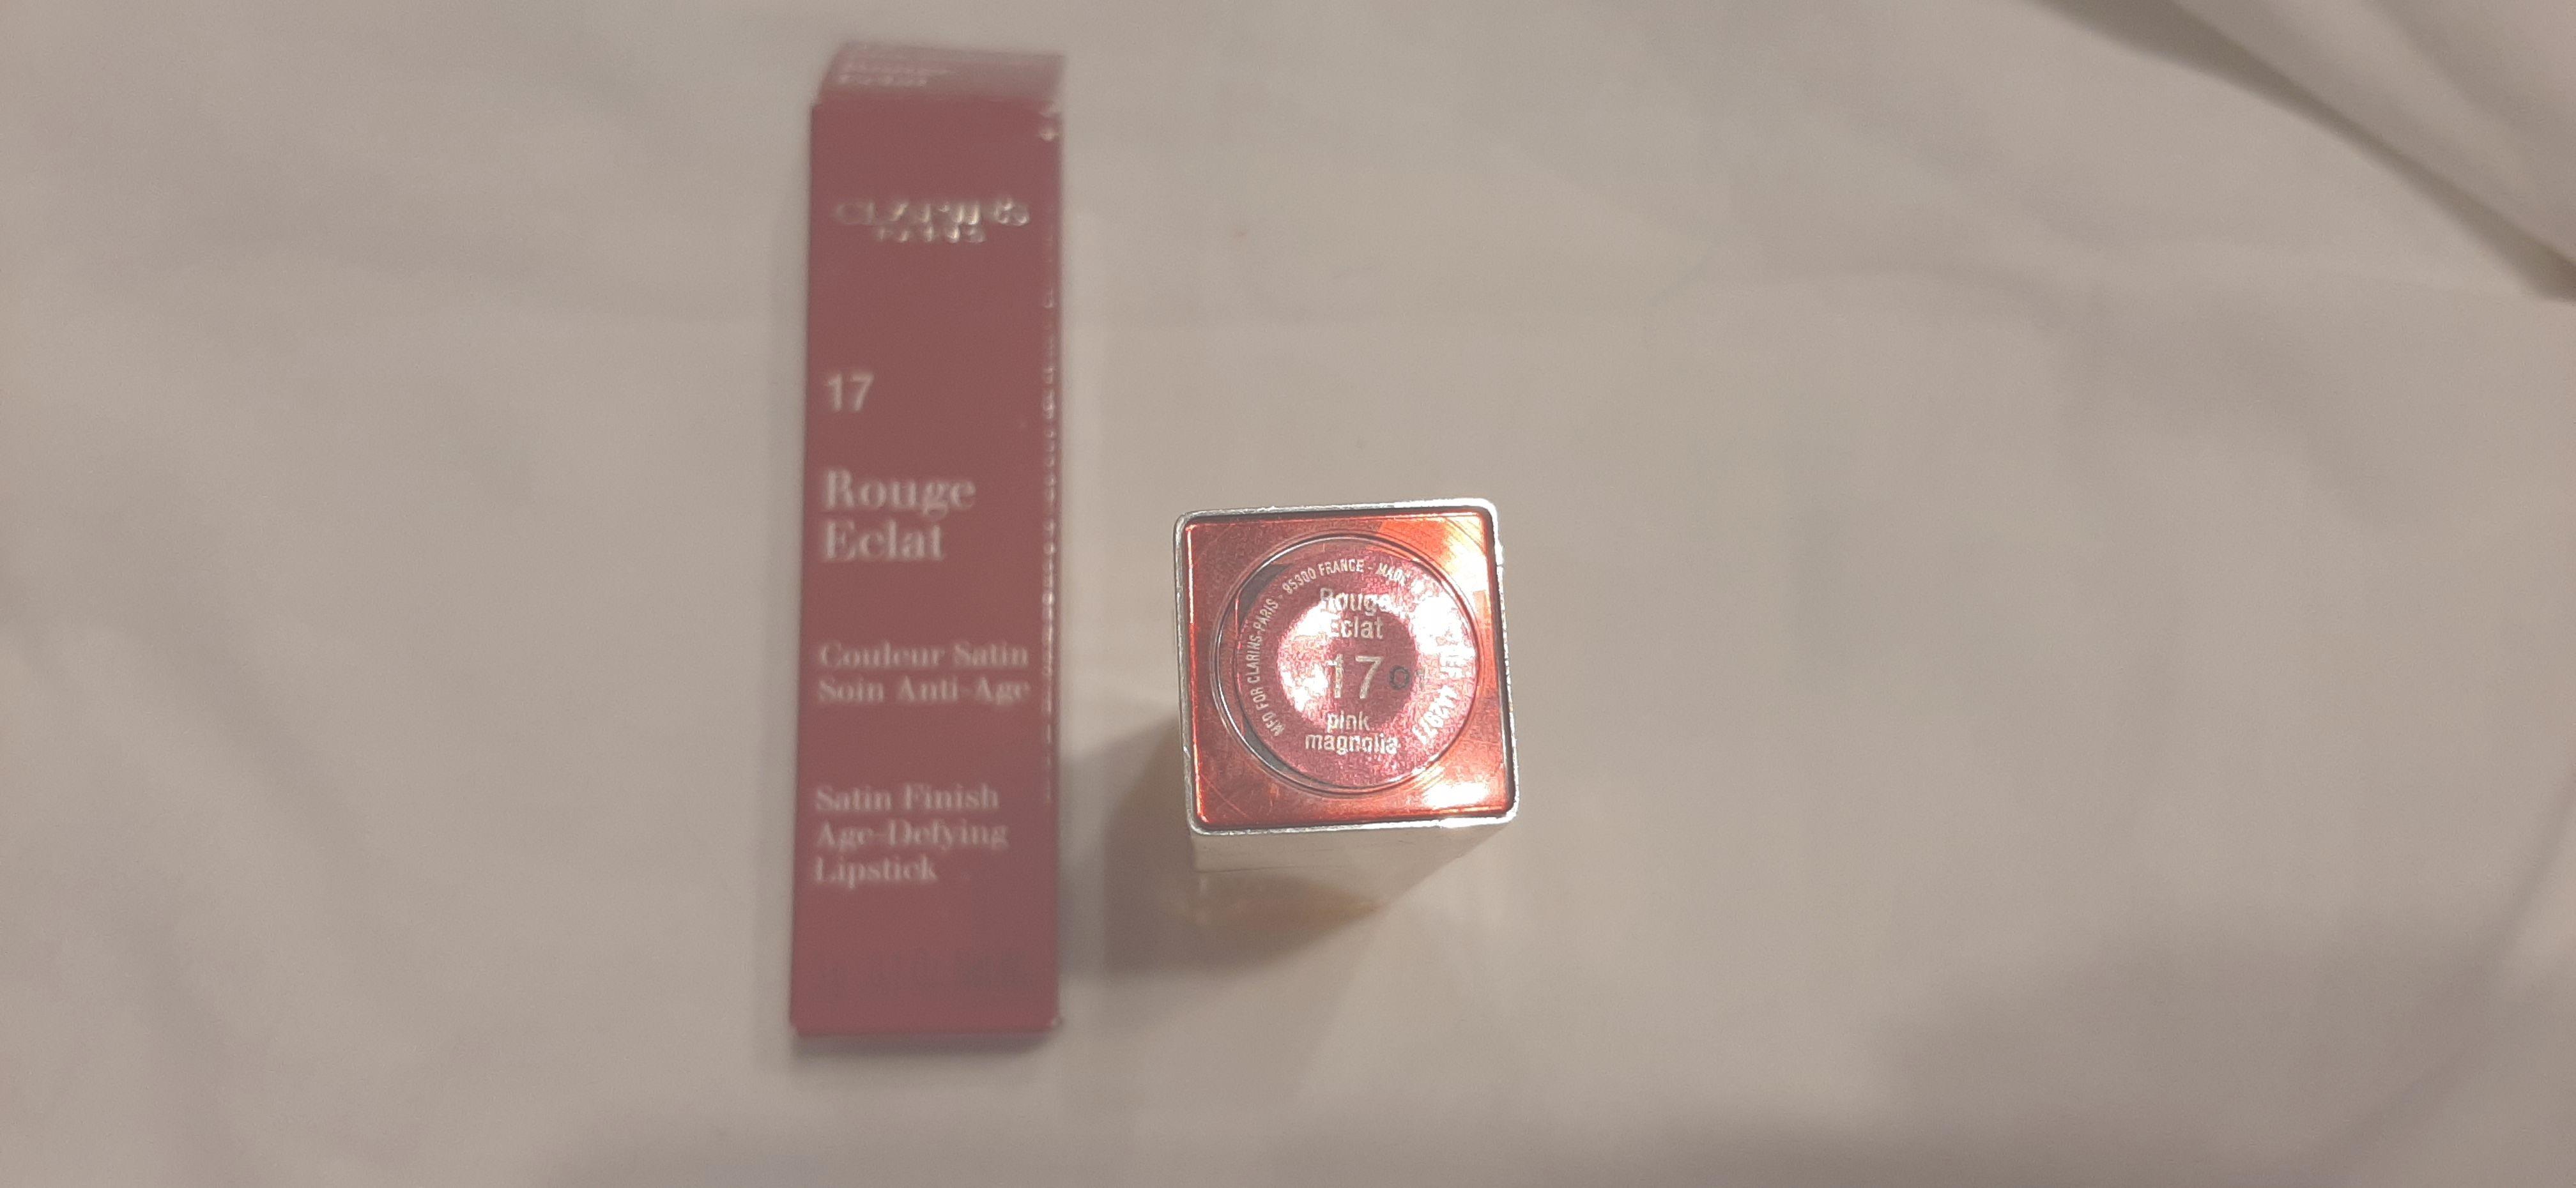 CLARINS
PARIS
17
Rouge
Eclat
Couleur Satin
Soin Anti-Age
Satin Finish
Age-Defying
Lipstick
MFD FOR CLARINS-PARIS - 95300 FRANCE - MADE
Rouge
Eclat
17
pink
magnolia